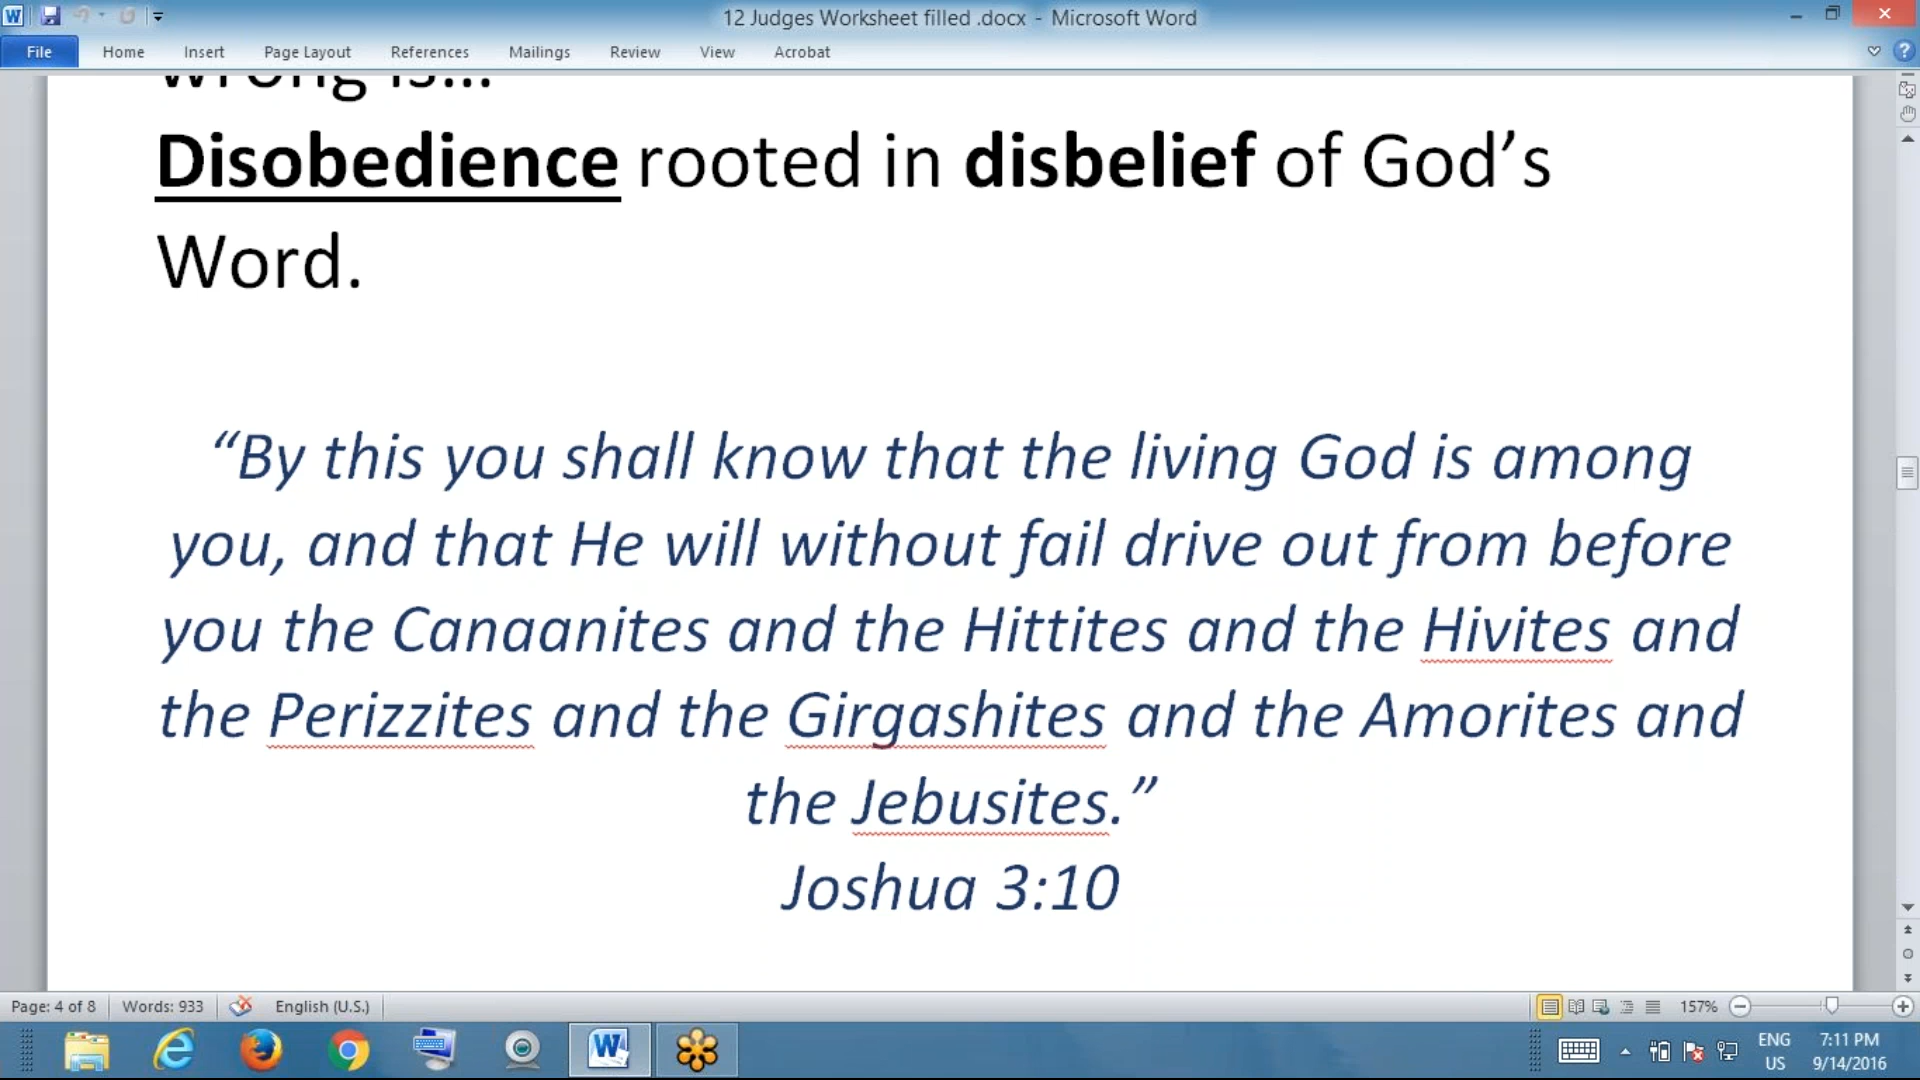 12 Judges Worksheet filled .docx - Microsoft Word
File Home Insert Page Layout References Mailings Review View Acrobat
wrong is...
Disobedience rooted in disbelief of God’s
Word.
“By this you shall know that the living God is among
you, and that He will without fail drive out from before
you the Canaanites and the Hittites and the Hivites and
the Perizzites and the Girgashites and the Amorites and
the Jebusites.”
Joshua 3:10
Page: 4 of 8 Words: 933 English (U.S.) 157%
ENG 7:11 PM
US 9/14/2016